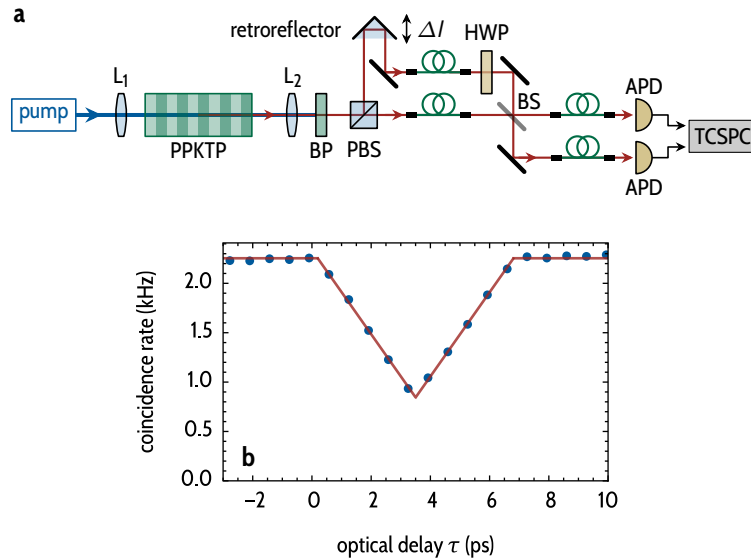 a
retroreflector
Δl
HWP
L1
L2
BS
APD
pump
TCSPC
PPKTP
BP
PBS
APD
coincidence rate (kHz)
2.0
1.5
1.0
0.5
0.0
b
−2
0
2
4
6
8
10
optical delay τ (ps)